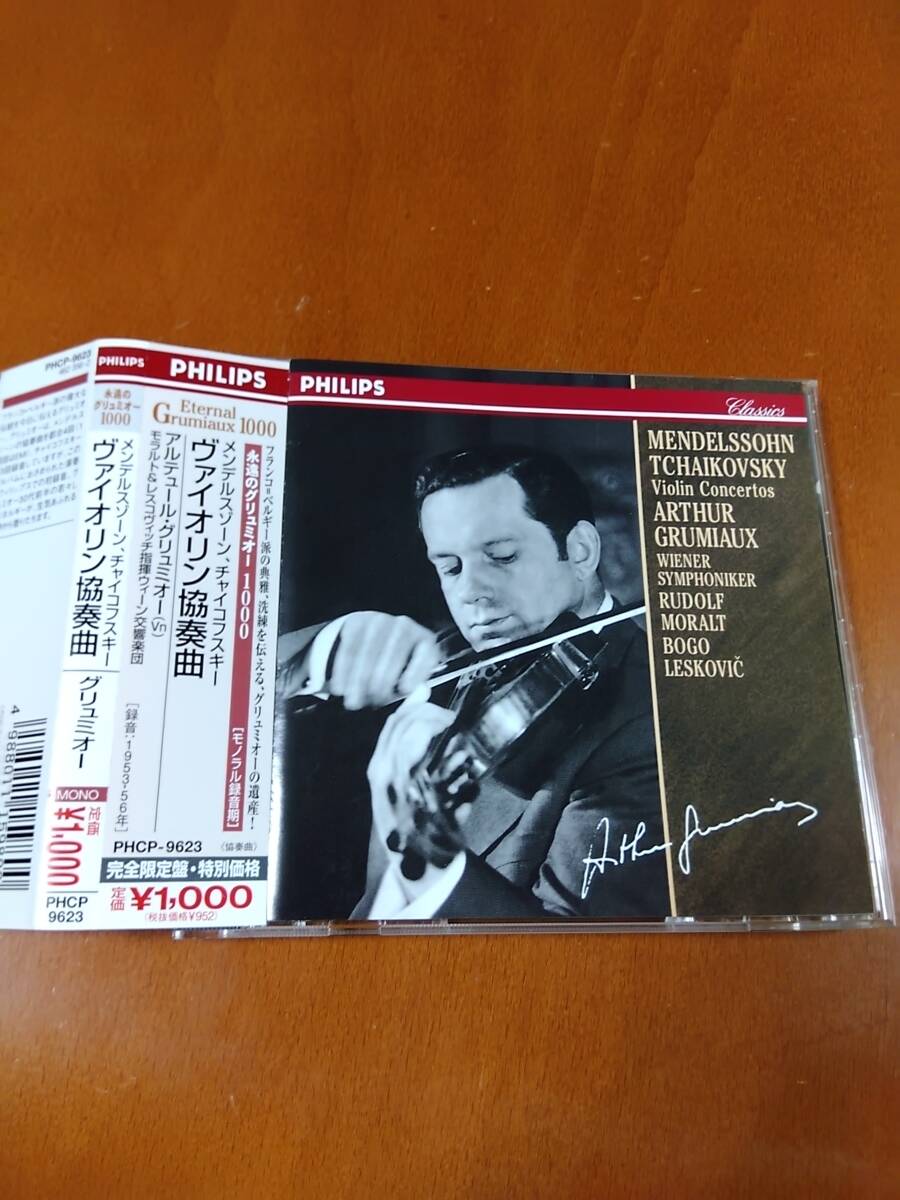 PHCP-9623
PHILIPS
永遠の
グリュミオー
1000
メンデルスゾーン、チャイコフスキー
ヴァイオリン協奏曲
グリュミオー
MONO
定価
¥1,000
PHCP
9623
PHILIPS
Eternal
Grumiaux 1000
フランコ=ベルギー派の典雅、洗練を伝える、グリュミオーの遺産!
永遠のグリュミオー 1000
[モノラル録音期]
メンデルスゾーン、チャイコフスキー
ヴァイオリン協奏曲
アルテュール・グリュミオー(Vn)
モラルト&レスコヴィッチ指揮ウィーン交響楽団
[録音:1953-56年]
PHCP-9623
〈協奏曲〉
完全限定盤・特別価格
定価 ¥1,000
(税抜価格¥952)
PHILIPS
Classics
MENDELSSOHN
TCHAIKOVSKY
Violin Concertos
ARTHUR
GRUMIAUX
WIENER
SYMPHONIKER
RUDOLF
MORALT
BOGO
LESKOVIČ
Arthur Grumiaux